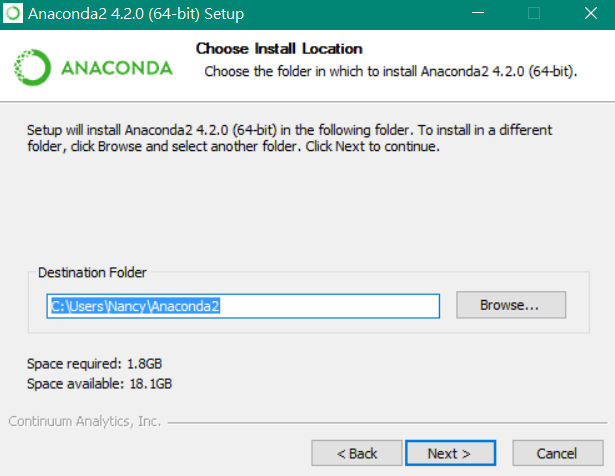 Anaconda2 4.2.0 (64-bit) Setup
Choose Install Location
ANACONDA
Choose the folder in which to install Anaconda2 4.2.0 (64-bit).
Setup will install Anaconda2 4.2.0 (64-bit) in the following folder. To install in a different
folder, click Browse and select another folder. Click Next to continue.
Destination Folder
C:\Users\Nancy\Anaconda2
Browse...
Space required: 1.8GB
Space available: 18.1GB
Continuum Analytics, Inc.
< Back
Next >
Cancel